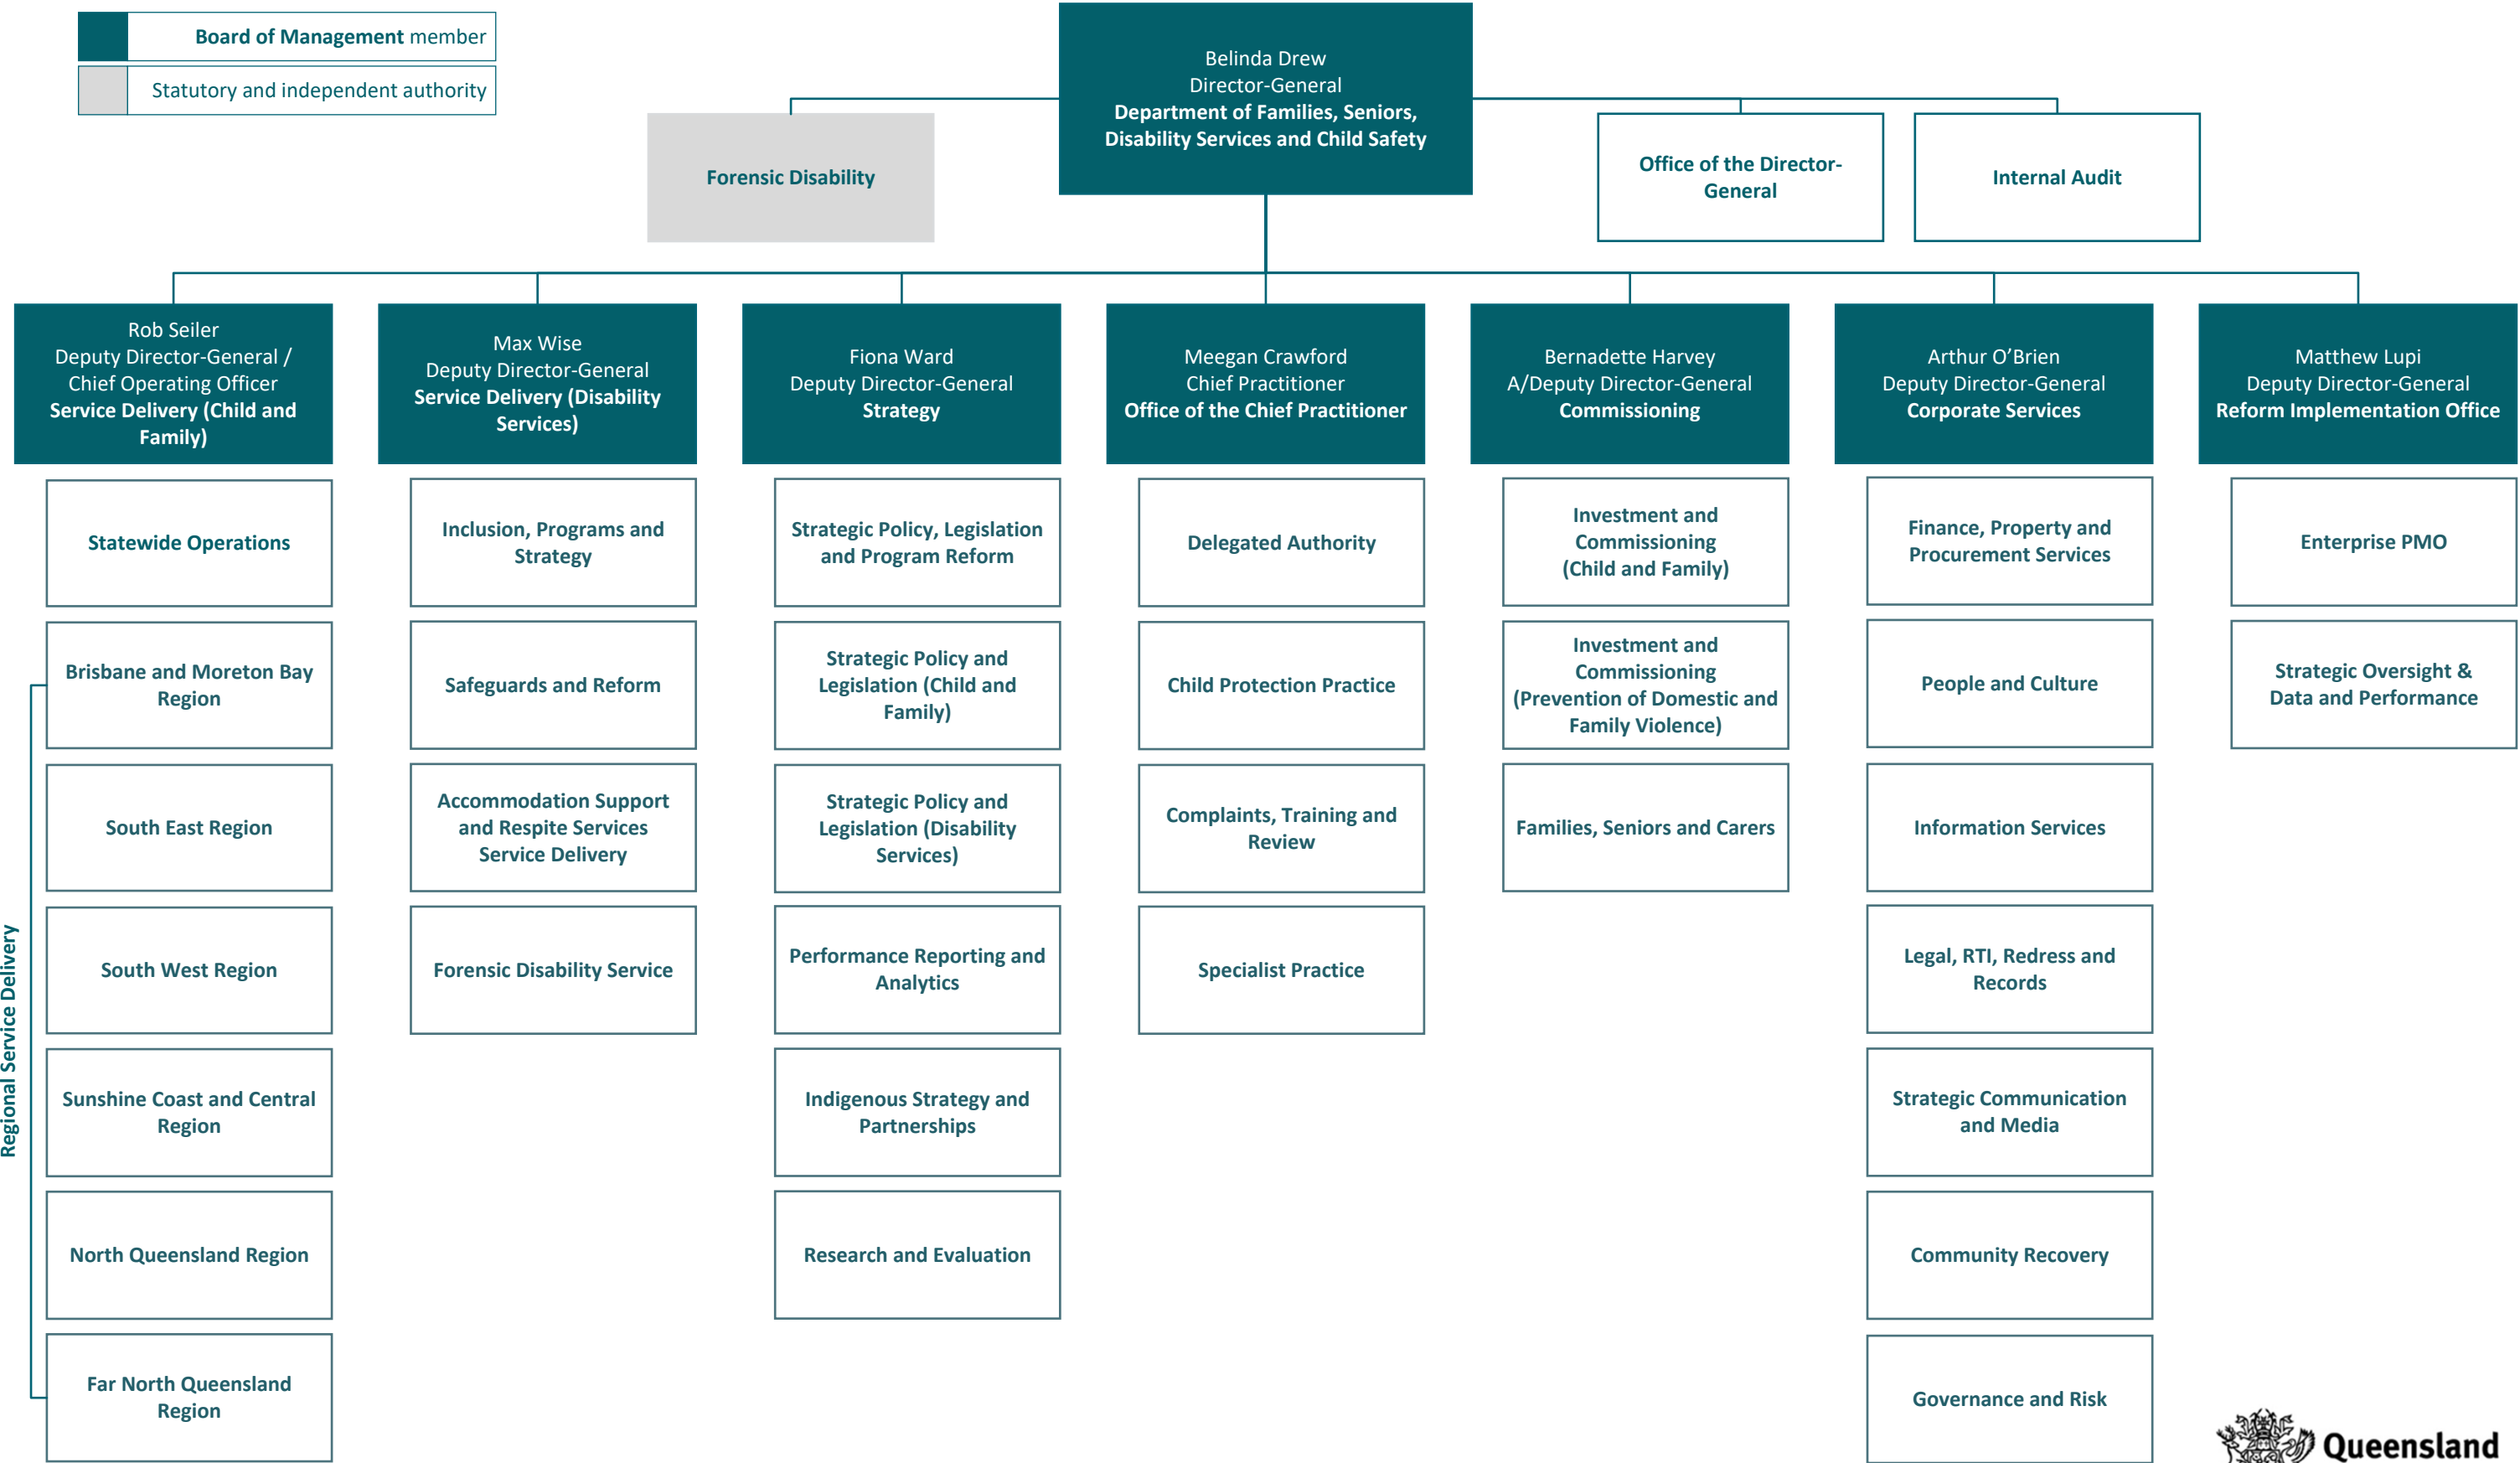 Board of Management member
Statutory and independent authority
Belinda Drew
Director-General
Department of Families, Seniors,
Disability Services and Child Safety
Forensic Disability
Office of the Director-
General
Internal Audit
Rob Seiler
Deputy Director-General /
Chief Operating Officer
Service Delivery (Child and
Family)
Statewide Operations
Regional Service Delivery
Brisbane and Moreton Bay
Region
South East Region
South West Region
Sunshine Coast and Central
Region
North Queensland Region
Far North Queensland
Region
Max Wise
Deputy Director-General
Service Delivery (Disability
Services)
Inclusion, Programs and
Strategy
Safeguards and Reform
Accommodation Support
and Respite Services
Service Delivery
Forensic Disability Service
Fiona Ward
Deputy Director-General
Strategy
Strategic Policy, Legislation
and Program Reform
Strategic Policy and
Legislation (Child and
Family)
Strategic Policy and
Legislation (Disability
Services)
Performance Reporting and
Analytics
Indigenous Strategy and
Partnerships
Research and Evaluation
Meegan Crawford
Chief Practitioner
Office of the Chief Practitioner
Delegated Authority
Child Protection Practice
Complaints, Training and
Review
Specialist Practice
Bernadette Harvey
A/Deputy Director-General
Commissioning
Investment and
Commissioning
(Child and Family)
Investment and
Commissioning
(Prevention of Domestic and
Family Violence)
Families, Seniors and Carers
Arthur O’Brien
Deputy Director-General
Corporate Services
Finance, Property and
Procurement Services
People and Culture
Information Services
Legal, RTI, Redress and
Records
Strategic Communication
and Media
Community Recovery
Governance and Risk
Matthew Lupi
Deputy Director-General
Reform Implementation Office
Enterprise PMO
Strategic Oversight &
Data and Performance
Queensland